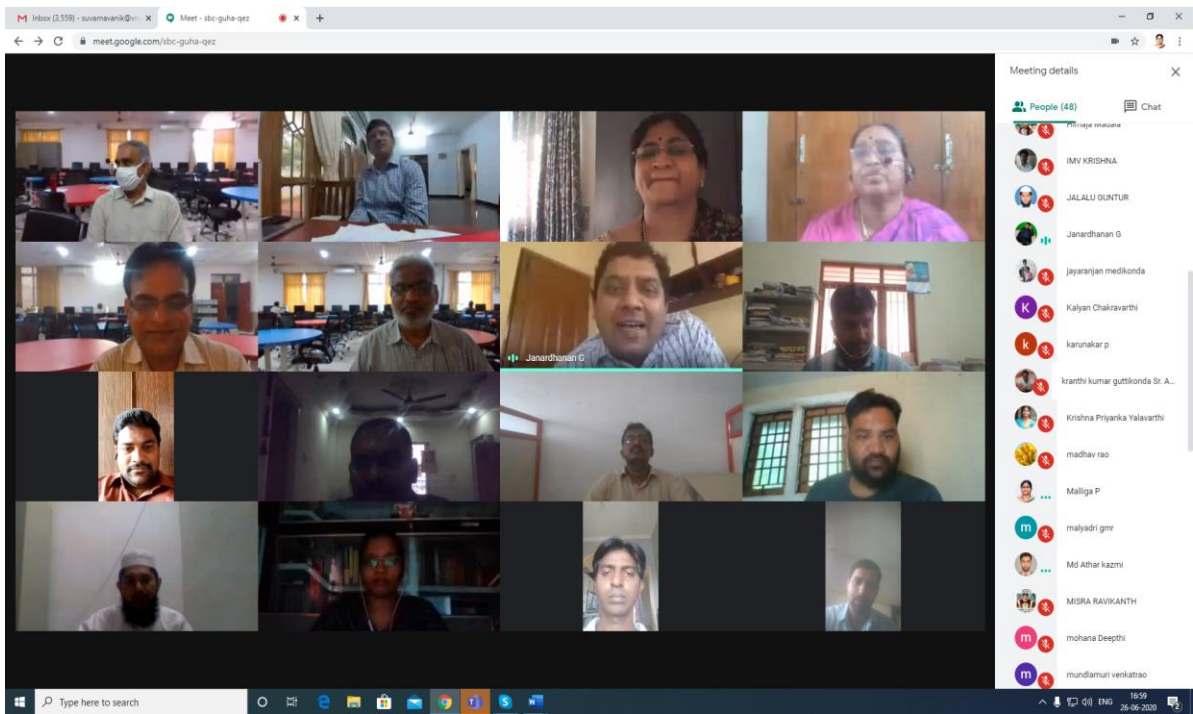 Inbox (3,559) - suvarnavanik@vr
Meet - sbc-guha-qez
meet.google.com/sbc-guha-qez
Meeting details
People (48)
Chat
Himaja Madala
IMV KRISHNA
JALALU GUNTUR
Janardhanan G
jayaranjan medikonda
K
Kalyan Chakravarthi
k
karunakar p
kranthi kumar guttikonda Sr. A...
Krishna Priyanka Yalavarthi
madhav rao
Malliga P
m
malyadri gmr
Md Athar kazmi
MISRA RAVIKANTH
m
mohana Deepthi
m
mundlamuri venkatrao
Janardhanan G
Type here to search
ENG
16:59
26-06-2020